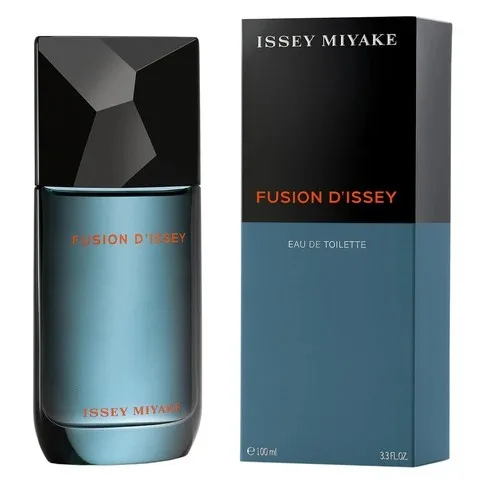 FUSION D'ISSEY
ISSEY MIYAKE
ISSEY MIYAKE
FUSION D'ISSEY
EAU DE TOILETTE
℮ 100 ml 3.3 FL.OZ.